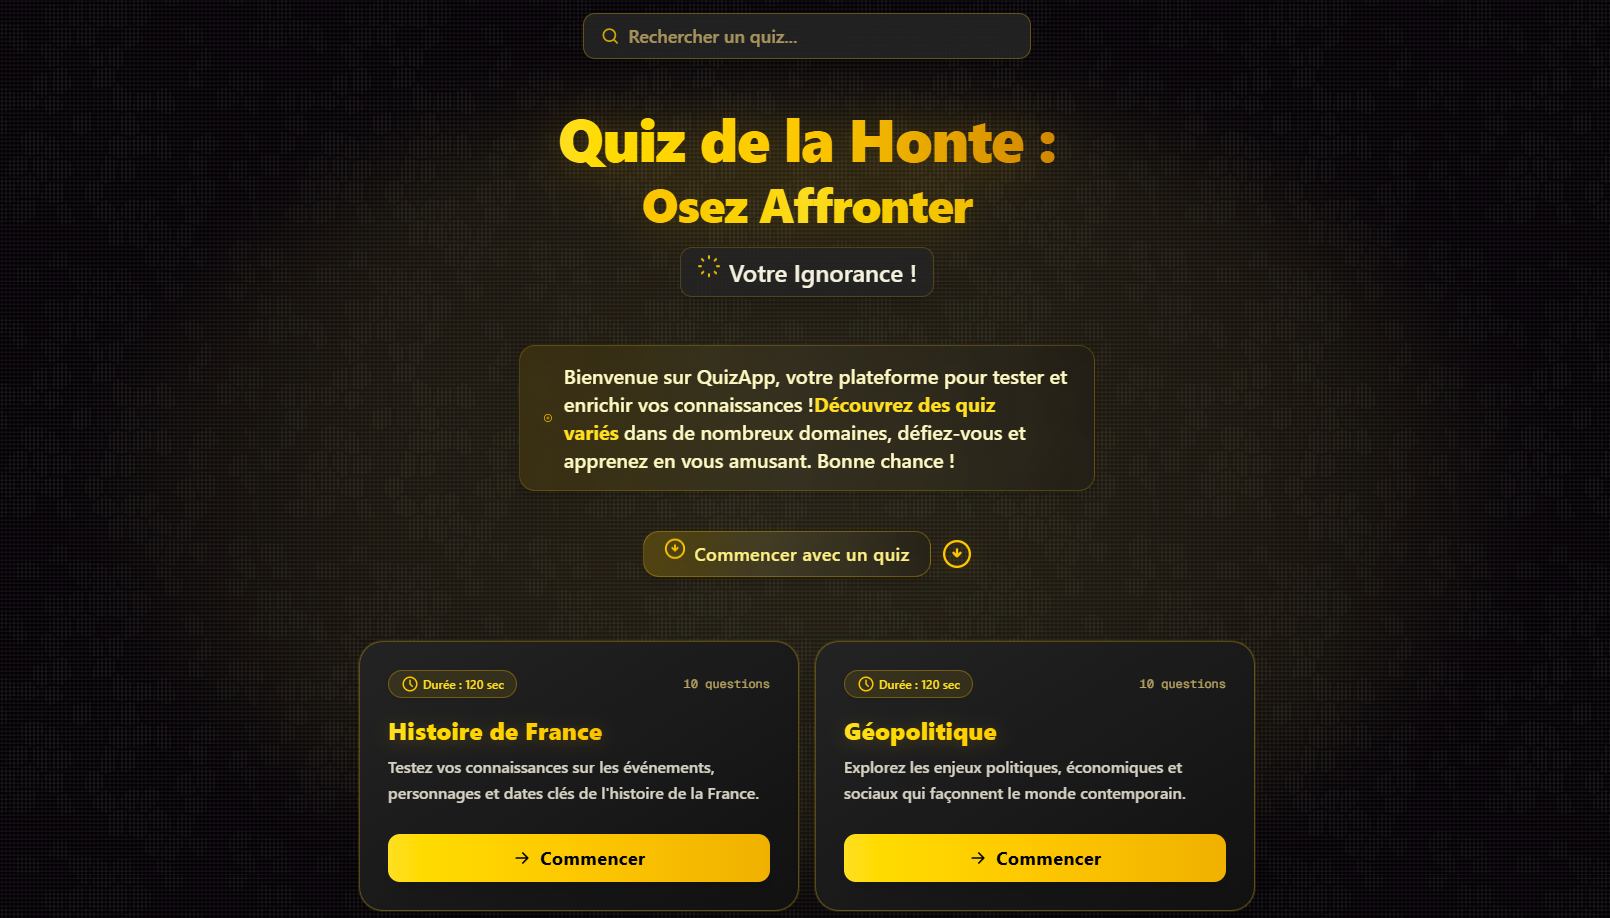 Rechercher un quiz...
Quiz de la Honte :
Osez Affronter
Votre Ignorance !
Bienvenue sur QuizApp, votre plateforme pour tester et
enrichir vos connaissances !Découvrez des quiz
variés dans de nombreux domaines, défiez-vous et
apprenez en vous amusant. Bonne chance !
Commencer avec un quiz
Durée : 120 sec
10 questions
Histoire de France
Testez vos connaissances sur les événements,
personnages et dates clés de l'histoire de la France.
Commencer
Durée : 120 sec
10 questions
Géopolitique
Explorez les enjeux politiques, économiques et
sociaux qui façonnent le monde contemporain.
Commencer